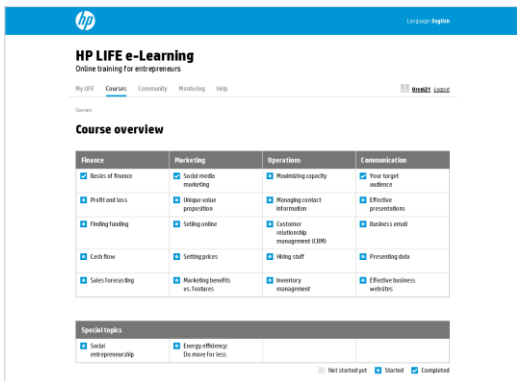 hp
Language: English
HP LIFE e-Learning
Online training for entrepreneurs
My LIFE Courses Community Mentoring Help
Logout
Courses
Course overview
Finance Marketing Operations Communication
Basics of finance
Social media
marketing
Maximizing capacity
Your target
audience
Profit and loss
Unique value
proposition
Managing contact
information
Effective
presentations
Finding funding
Selling online
Customer
relationship
management (CRM)
Business email
Cash flow
Setting prices
Hiring staff
Presenting data
Sales forecasting
Marketing benefits
vs. features
Inventory
management
Effective business
websites
Special topics
Social
entrepreneurship
Energy efficiency:
Do more for less
Not started yet Started Completed